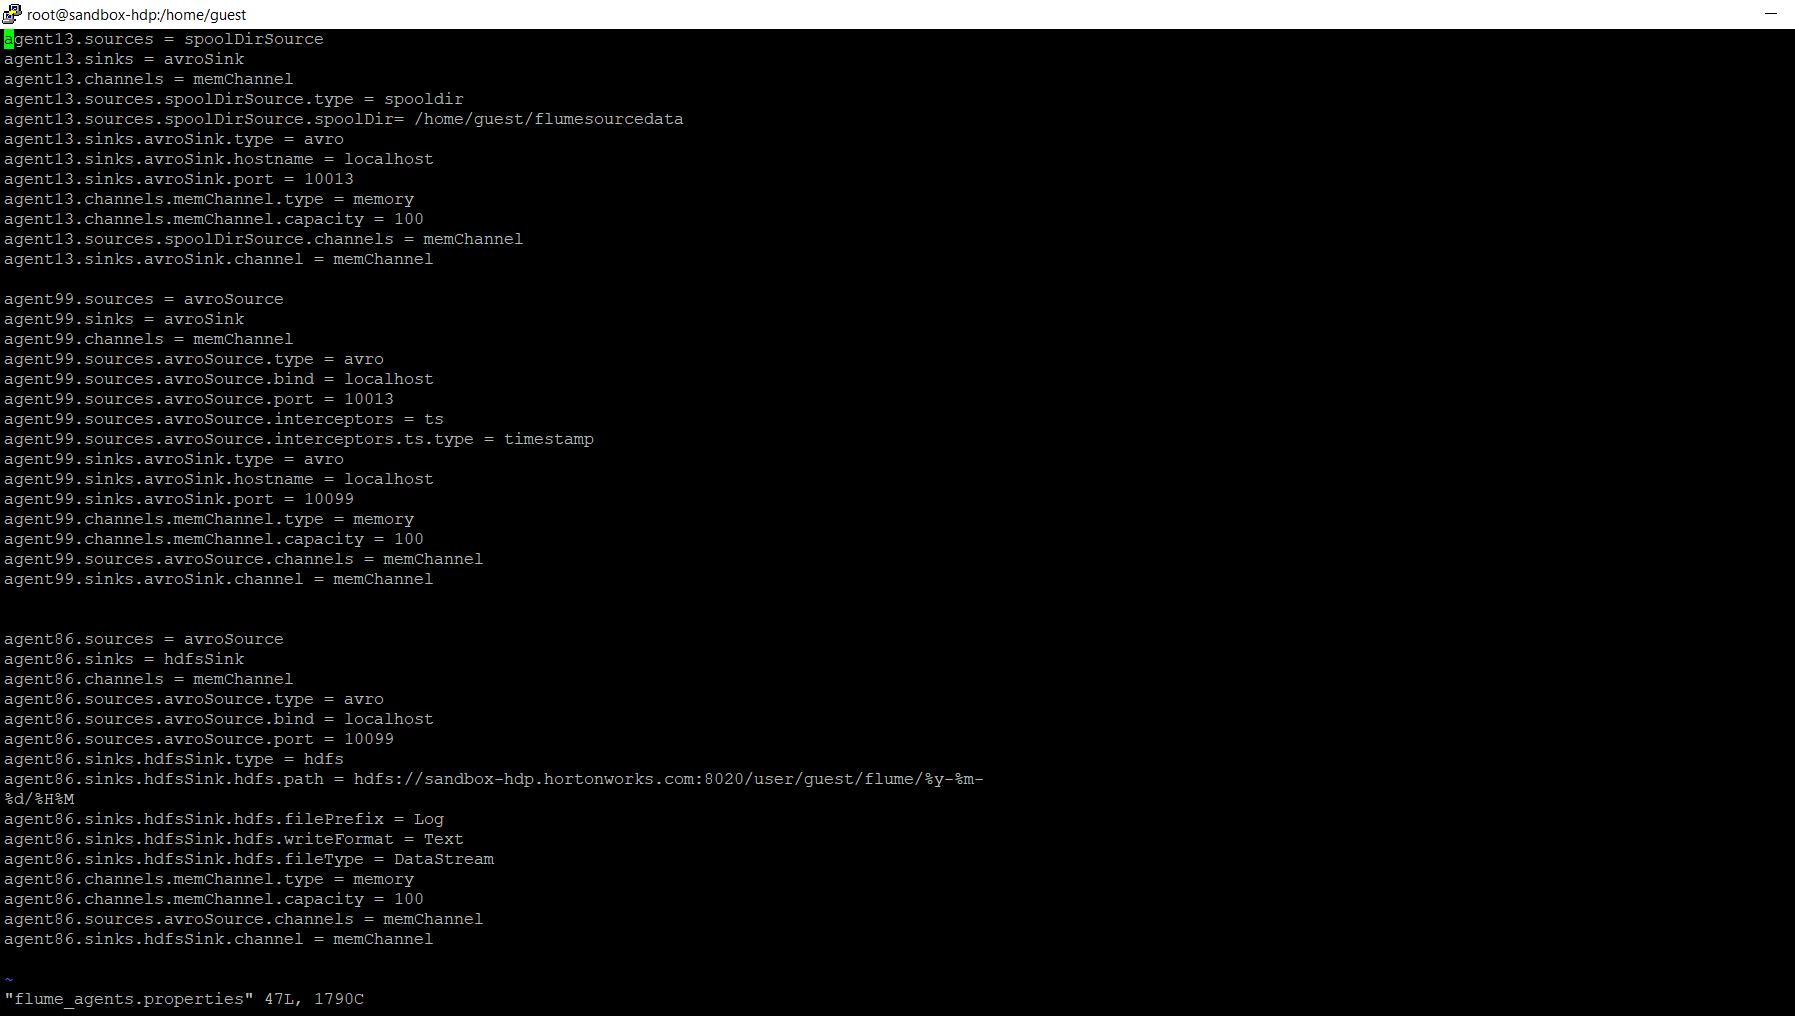 root@sandbox-hdp:/home/guest
agent13.sources = spoolDirSource
agent13.sinks = avroSink
agent13.channels = memChannel
agent13.sources.spoolDirSource.type = spooldir
agent13.sources.spoolDirSource.spoolDir= /home/guest/flumesourcedata
agent13.sinks.avroSink.type = avro
agent13.sinks.avroSink.hostname = localhost
agent13.sinks.avroSink.port = 10013
agent13.channels.memChannel.type = memory
agent13.channels.memChannel.capacity = 100
agent13.sources.spoolDirSource.channels = memChannel
agent13.sinks.avroSink.channel = memChannel
agent99.sources = avroSource
agent99.sinks = avroSink
agent99.channels = memChannel
agent99.sources.avroSource.type = avro
agent99.sources.avroSource.bind = localhost
agent99.sources.avroSource.port = 10013
agent99.sources.avroSource.interceptors = ts
agent99.sources.avroSource.interceptors.ts.type = timestamp
agent99.sinks.avroSink.type = avro
agent99.sinks.avroSink.hostname = localhost
agent99.sinks.avroSink.port = 10099
agent99.channels.memChannel.type = memory
agent99.channels.memChannel.capacity = 100
agent99.sources.avroSource.channels = memChannel
agent99.sinks.avroSink.channel = memChannel
agent86.sources = avroSource
agent86.sinks = hdfsSink
agent86.channels = memChannel
agent86.sources.avroSource.type = avro
agent86.sources.avroSource.bind = localhost
agent86.sources.avroSource.port = 10099
agent86.sinks.hdfsSink.type = hdfs
agent86.sinks.hdfsSink.hdfs.path = hdfs://sandbox-hdp.hortonworks.com:8020/user/guest/flume/%y-%m-
%d/%H%M
agent86.sinks.hdfsSink.hdfs.filePrefix = Log
agent86.sinks.hdfsSink.hdfs.writeFormat = Text
agent86.sinks.hdfsSink.hdfs.fileType = DataStream
agent86.channels.memChannel.type = memory
agent86.channels.memChannel.capacity = 100
agent86.sources.avroSource.channels = memChannel
agent86.sinks.hdfsSink.channel = memChannel
~
"flume_agents.properties" 47L, 1790C